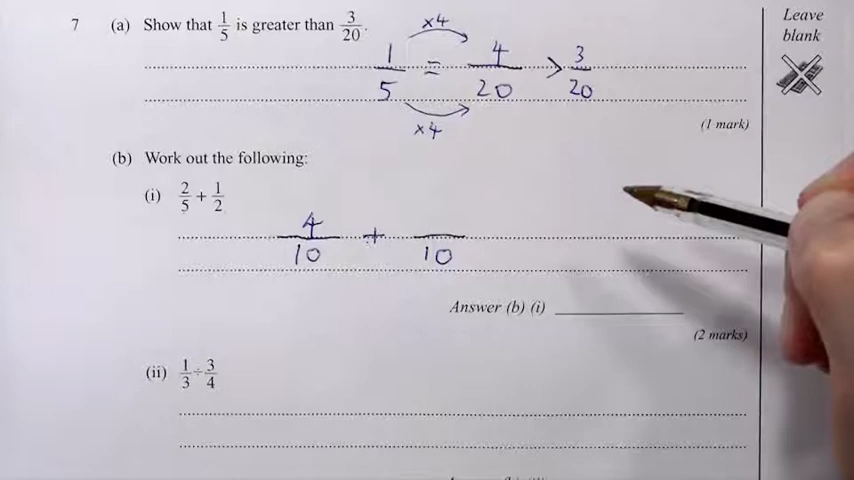 Leave
blank
7 (a) Show that 1/5 is greater than 3/20.
×4
1/5 = 4/20 > 3/20
×4
(1 mark)
(b) Work out the following:
(i) 2/5 + 1/2
4/10 + /10
Answer (b) (i)
(2 marks)
(ii) 1/3 ÷ 3/4